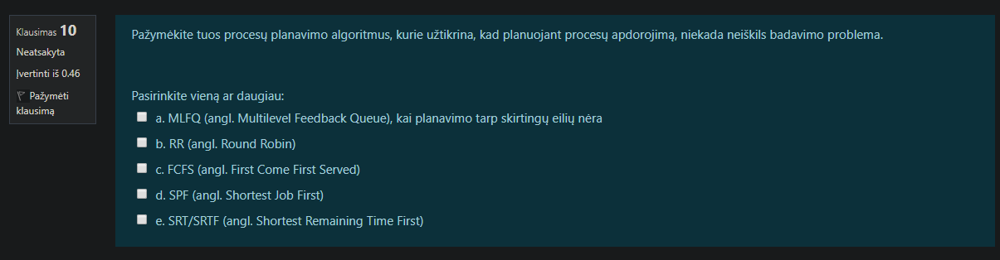 Klausimas 10
Neatsakyta
Įvertinti iš 0.46
Pažymėti
klausimą
Pažymėkite tuos procesų planavimo algoritmus, kurie užtikrina, kad planuojant procesų apdorojimą, niekada neiškils badavimo problema.
Pasirinkite vieną ar daugiau:
a. MLFQ (angl. Multilevel Feedback Queue), kai planavimo tarp skirtingų eilių nėra
b. RR (angl. Round Robin)
c. FCFS (angl. First Come First Served)
d. SPF (angl. Shortest Job First)
e. SRT/SRTF (angl. Shortest Remaining Time First)